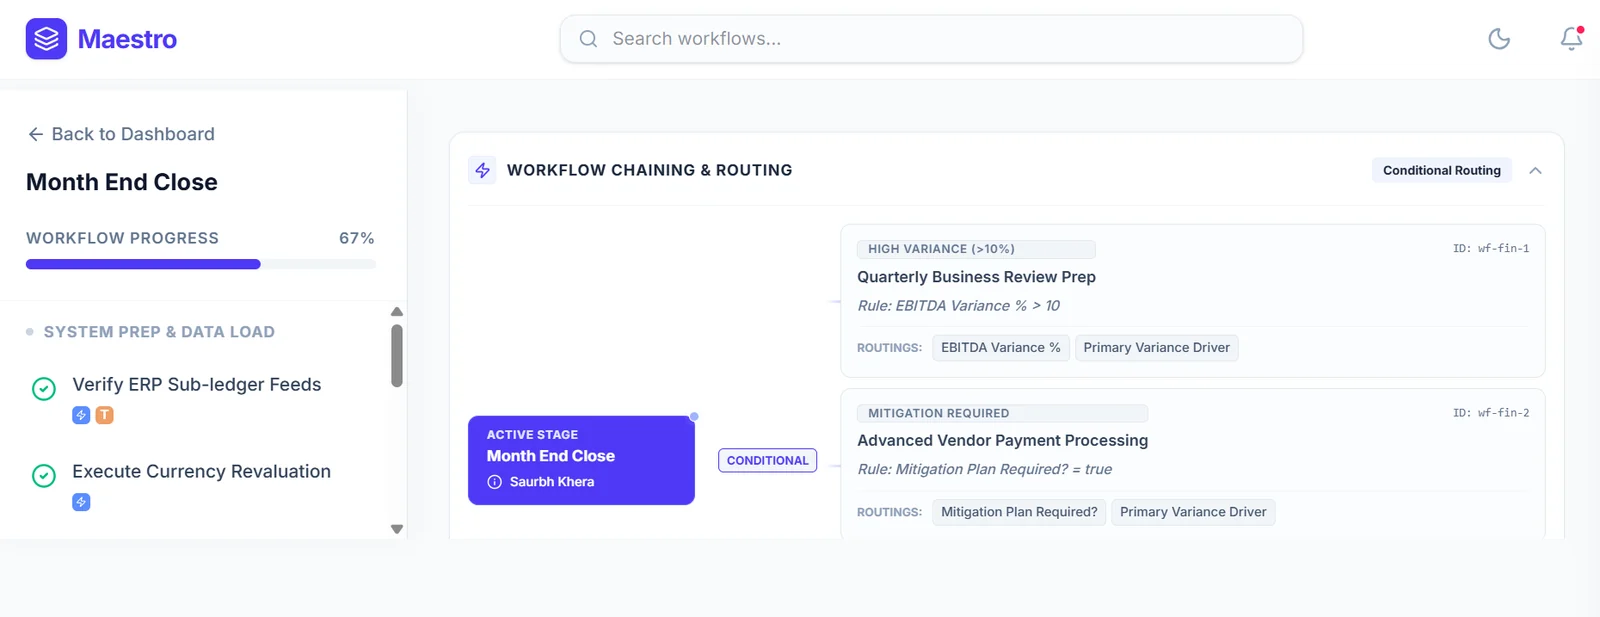 Maestro
Search workflows...
Back to Dashboard
Month End Close
WORKFLOW PROGRESS 67%
SYSTEM PREP & DATA LOAD
Verify ERP Sub-ledger Feeds
T
Execute Currency Revaluation
WORKFLOW CHAINING & ROUTING
Conditional Routing
ACTIVE STAGE
Month End Close
Saurbh Khera
CONDITIONAL
HIGH VARIANCE (>10%) ID: wf-fin-1
Quarterly Business Review Prep
Rule: EBITDA Variance % > 10
ROUTINGS: EBITDA Variance % Primary Variance Driver
MITIGATION REQUIRED ID: wf-fin-2
Advanced Vendor Payment Processing
Rule: Mitigation Plan Required? = true
ROUTINGS: Mitigation Plan Required? Primary Variance Driver